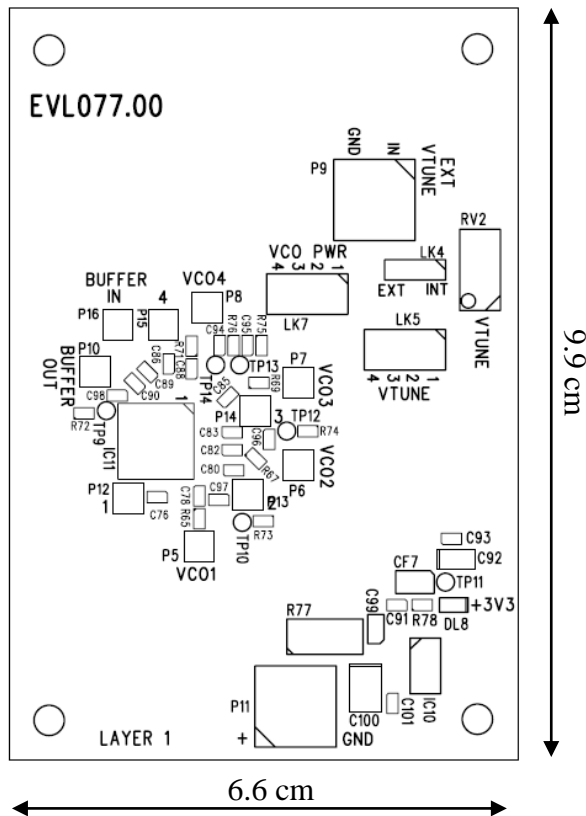 EVL077.00
GND
IN
EXT
VTUNE
P9
RV2
VCO PWR
4 3 2 1
LK4
EXT INT
BUFFER
IN
VCO4
P16
P15
4
P8
LK7
LK5
VTUNE
4 3 2 1
VTUNE
BUFFER
OUT
P10
C86
R71
C88
C94
R76
C95
R75
P7
VCO3
TP14
TP13
R69
C89
C90
C85
C98
R72
TP9
IC11
1
P14
3
TP12
R74
C83
C96
C82
R67
C80
P6
VCO2
P12
1
C76
C78
R65
C97
P13
2
TP10
R73
P5
VCO1
C93
C92
CF7
TP11
R77
C99
C91
R78
DL8
+3V3
P11
C100
C101
IC10
LAYER 1
+
GND
9.9 cm
6.6 cm